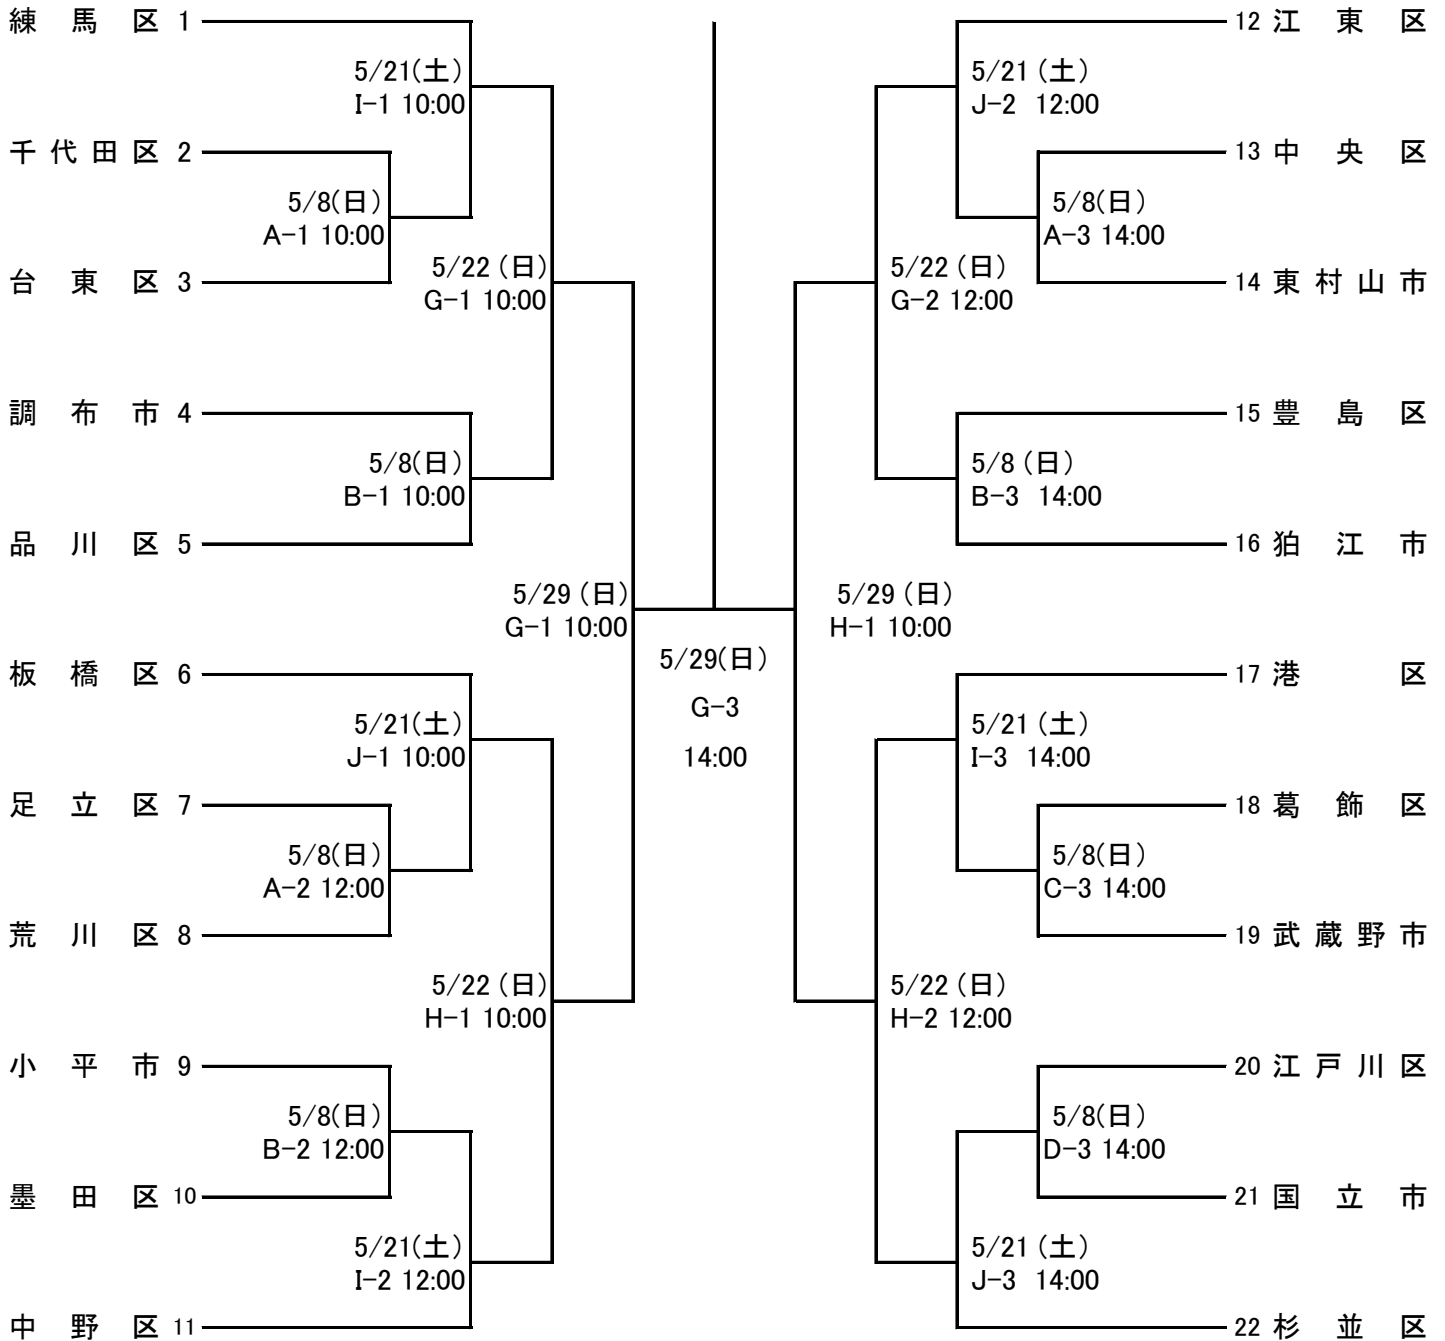 練馬区 1
5/21(土)
I-1 10:00
千代田区 2
5/8(日)
A-1 10:00
台東区 3
5/22(日)
G-1 10:00
調布市 4
5/8(日)
B-1 10:00
品川区 5
5/29(日)
G-1 10:00
板橋区 6
5/21(土)
J-1 10:00
足立区 7
5/8(日)
A-2 12:00
荒川区 8
5/22(日)
H-1 10:00
小平市 9
5/8(日)
B-2 12:00
墨田区 10
5/21(土)
I-2 12:00
中野区 11
5/29(日)
G-3
14:00
12 江東区
5/21(土)
J-2 12:00
13 中央区
5/8(日)
A-3 14:00
14 東村山市
5/22(日)
G-2 12:00
15 豊島区
5/8(日)
B-3 14:00
16 狛江市
5/29(日)
H-1 10:00
17 港区
5/21(土)
I-3 14:00
18 葛飾区
5/8(日)
C-3 14:00
19 武蔵野市
5/22(日)
H-2 12:00
20 江戸川区
5/8(日)
D-3 14:00
21 国立市
5/21(土)
J-3 14:00
22 杉並区